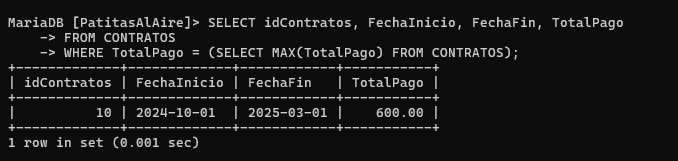 MariaDB [PatitasAlAire]> SELECT idContratos, FechaInicio, FechaFin, TotalPago
    -> FROM CONTRATOS
    -> WHERE TotalPago = (SELECT MAX(TotalPago) FROM CONTRATOS);
+-------------+-------------+------------+-----------+
| idContratos | FechaInicio | FechaFin   | TotalPago |
+-------------+-------------+------------+-----------+
|          10 | 2024-10-01  | 2025-03-01 |    600.00 |
+-------------+-------------+------------+-----------+
1 row in set (0.001 sec)